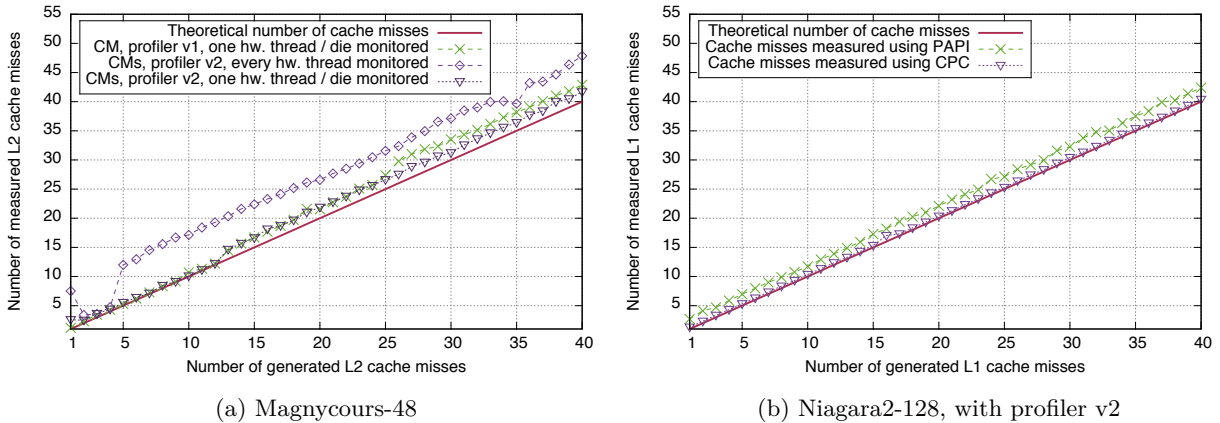 Number of measured L2 cache misses
55
50
45
40
35
30
25
20
15
10
5
Theoretical number of cache misses
CM, profiler v1, one hw. thread / die monitored
CMs, profiler v2, every hw. thread monitored
CMs, profiler v2, one hw. thread / die monitored
1 5 10 15 20 25 30 35 40
Number of generated L2 cache misses
(a) Magnycours-48
Number of measured L1 cache misses
55
50
45
40
35
30
25
20
15
10
5
Theoretical number of cache misses
Cache misses measured using PAPI
Cache misses measured using CPC
1 5 10 15 20 25 30 35 40
Number of generated L1 cache misses
(b) Niagara2-128, with profiler v2